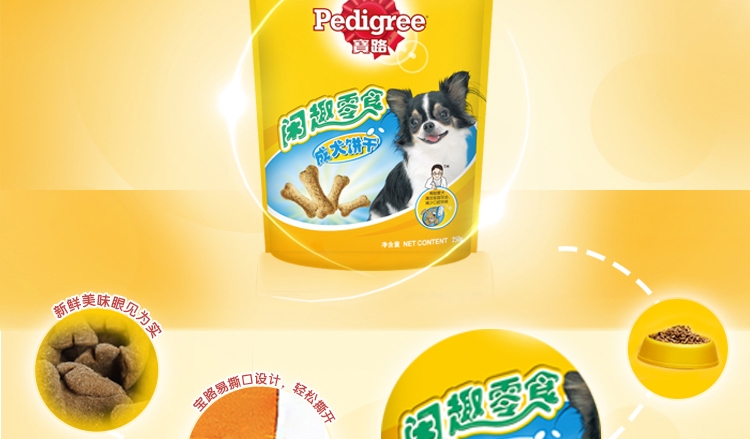 Pedigree
寶路
闲趣零食
成犬饼干
净含量 NET CONTENT
新鲜美味眼见为实
宝路易撕口设计，轻松撕开
闲趣零食